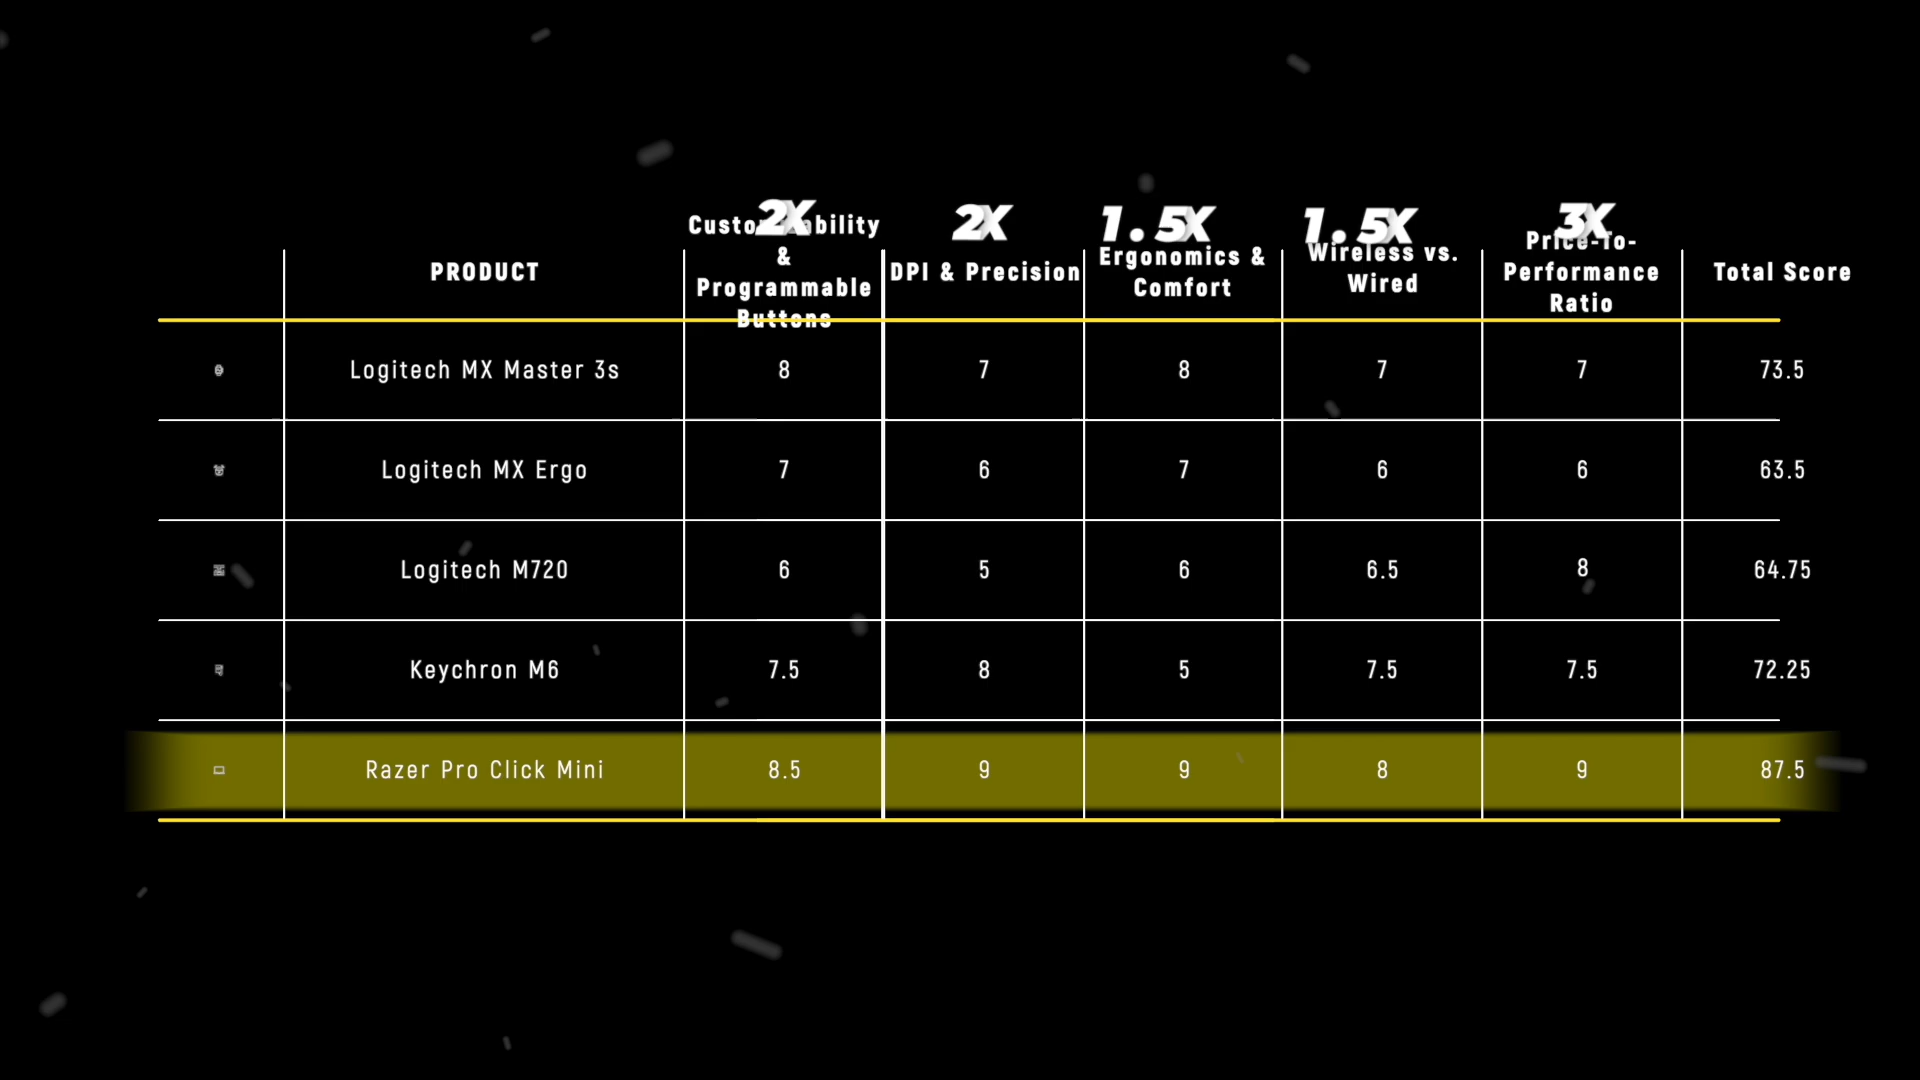 2X 2X 1.5X 1.5X 3X
PRODUCT
Customizability
&
Programmable
Buttons
DPI & Precision
Ergonomics &
Comfort
Wireless vs.
Wired
Price-To-
Performance
Ratio
Total Score
Logitech MX Master 3s 8 7 8 7 7 73.5
Logitech MX Ergo 7 6 7 6 6 63.5
Logitech M720 6 5 6 6.5 8 64.75
Keychron M6 7.5 8 5 7.5 7.5 72.25
Razer Pro Click Mini 8.5 9 9 8 9 87.5